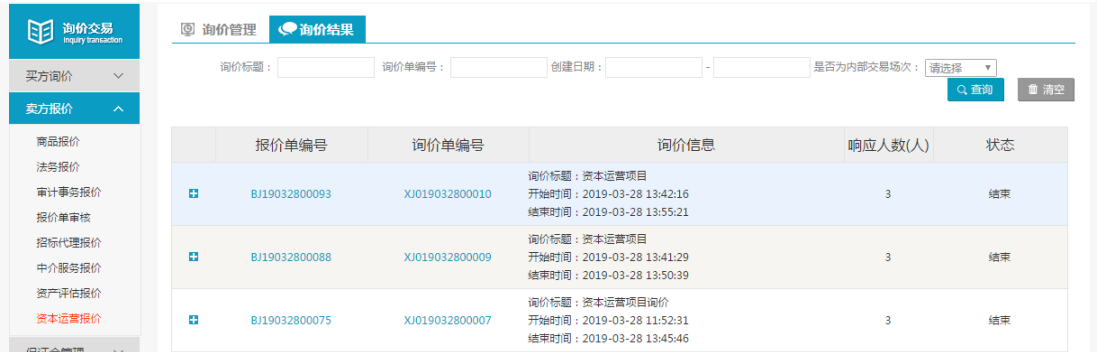 询价交易
Inquiry transaction
询价管理 询价结果
买方询价
卖方报价
商品报价
法务报价
审计事务报价
报价单审核
招标代理报价
中介服务报价
资产评估报价
资本运营报价
保证金管理
询价标题： 询价单编号： 创建日期： - 是否为内部交易场次： 请选择
查询 清空
报价单编号 询价单编号 询价信息 响应人数(人) 状态
询价标题：资本运营项目
BJ19032800093 XJ019032800010 开始时间：2019-03-28 13:42:16 3 结束
结束时间：2019-03-28 13:55:21
询价标题：资本运营项目
BJ19032800088 XJ019032800009 开始时间：2019-03-28 13:41:29 3 结束
结束时间：2019-03-28 13:50:39
询价标题：资本运营项目询价
BJ19032800075 XJ019032800007 开始时间：2019-03-28 11:52:31 3 结束
结束时间：2019-03-28 13:45:46